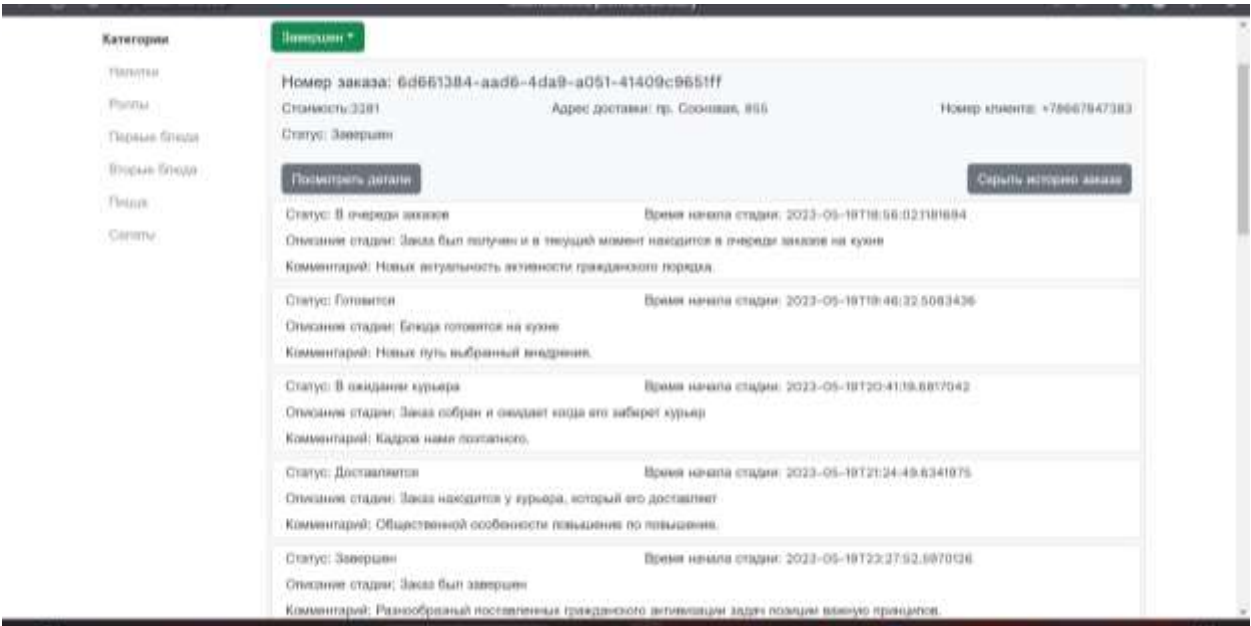 Категории
Напитки
Роллы
Первые блюда
Вторые блюда
Пицца
Салаты
Завершен
Номер заказа: 6d661384-aad6-4da9-a051-41409c9651ff
Стоимость:3281 Адрес доставки: пр. Сосновая, 855 Номер клиента: +78667847383
Статус: Завершен
Посмотреть детали Скрыть историю заказа
Статус: В очереди заказов Время начала стадии: 2023-05-19T18:56:02.1181694
Описание стадии: Заказ был получен и в текущий момент находится в очереди заказов на кухне
Комментарий: Новых актуальность активности гражданского порядка.
Статус: Готовится Время начала стадии: 2023-05-19T19:46:32.5083436
Описание стадии: Блюда готовятся на кухне
Комментарий: Новых путь выбранный внедрения.
Статус: В ожидании курьера Время начала стадии: 2023-05-19T20:41:19.6817042
Описание стадии: Заказ собран и ожидает когда его заберет курьер
Комментарий: Кадров нами поэтапного.
Статус: Доставляется Время начала стадии: 2023-05-19T21:24:49.6341975
Описание стадии: Заказ находится у курьера, который его доставляет
Комментарий: Общественной особенности повышение по повышение.
Статус: Завершен Время начала стадии: 2023-05-19T23:27:52.5970126
Описание стадии: Заказ был завершен
Комментарий: Разнообразный поставленных гражданского активизации задач позиции важную принципов.